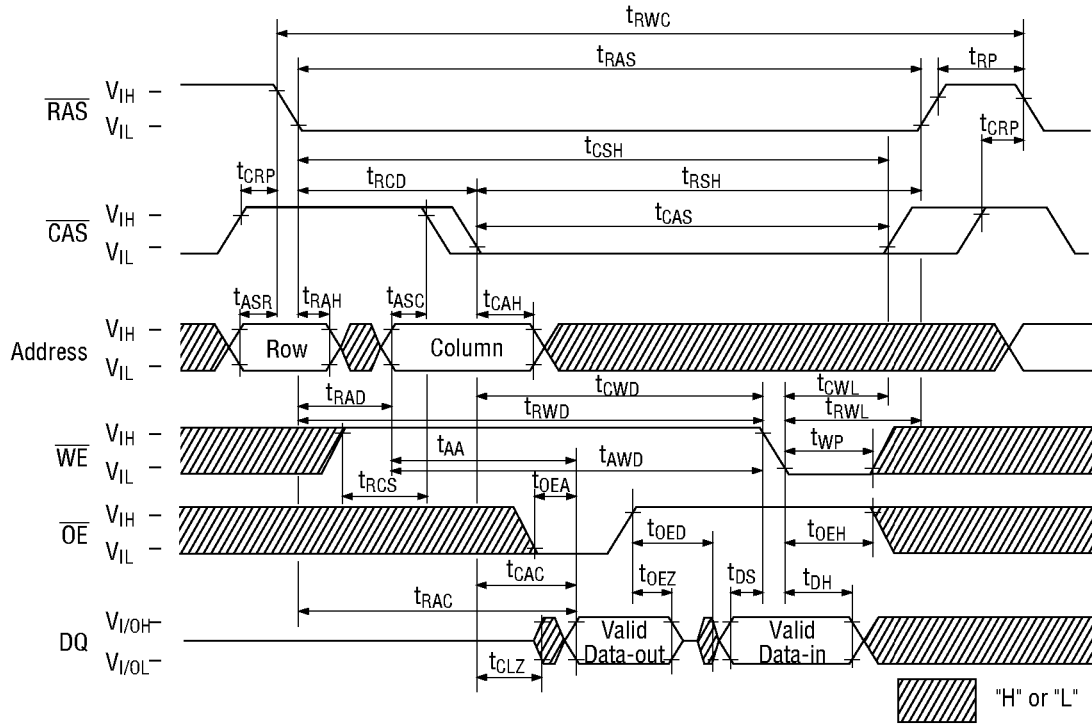 tRWC
tRAS
tRP
RAS
VIH
VIL
tCRP
tCSH
tCRP
tRCD
tRSH
CAS
VIH
VIL
tCAS
tASR
tRAH
tASC
tCAH
Address
VIH
VIL
Row
Column
tRAD
tCWD
tCWL
tRWD
tRWL
WE
VIH
VIL
tAA
tWP
tAWD
tRCS
tOEA
OE
VIH
VIL
tOED
tOEH
tCAC
tOEZ
tDS
tDH
tRAC
DQ
VI/OH
VI/OL
Valid
Data-out
Valid
Data-in
tCLZ
"H" or "L"